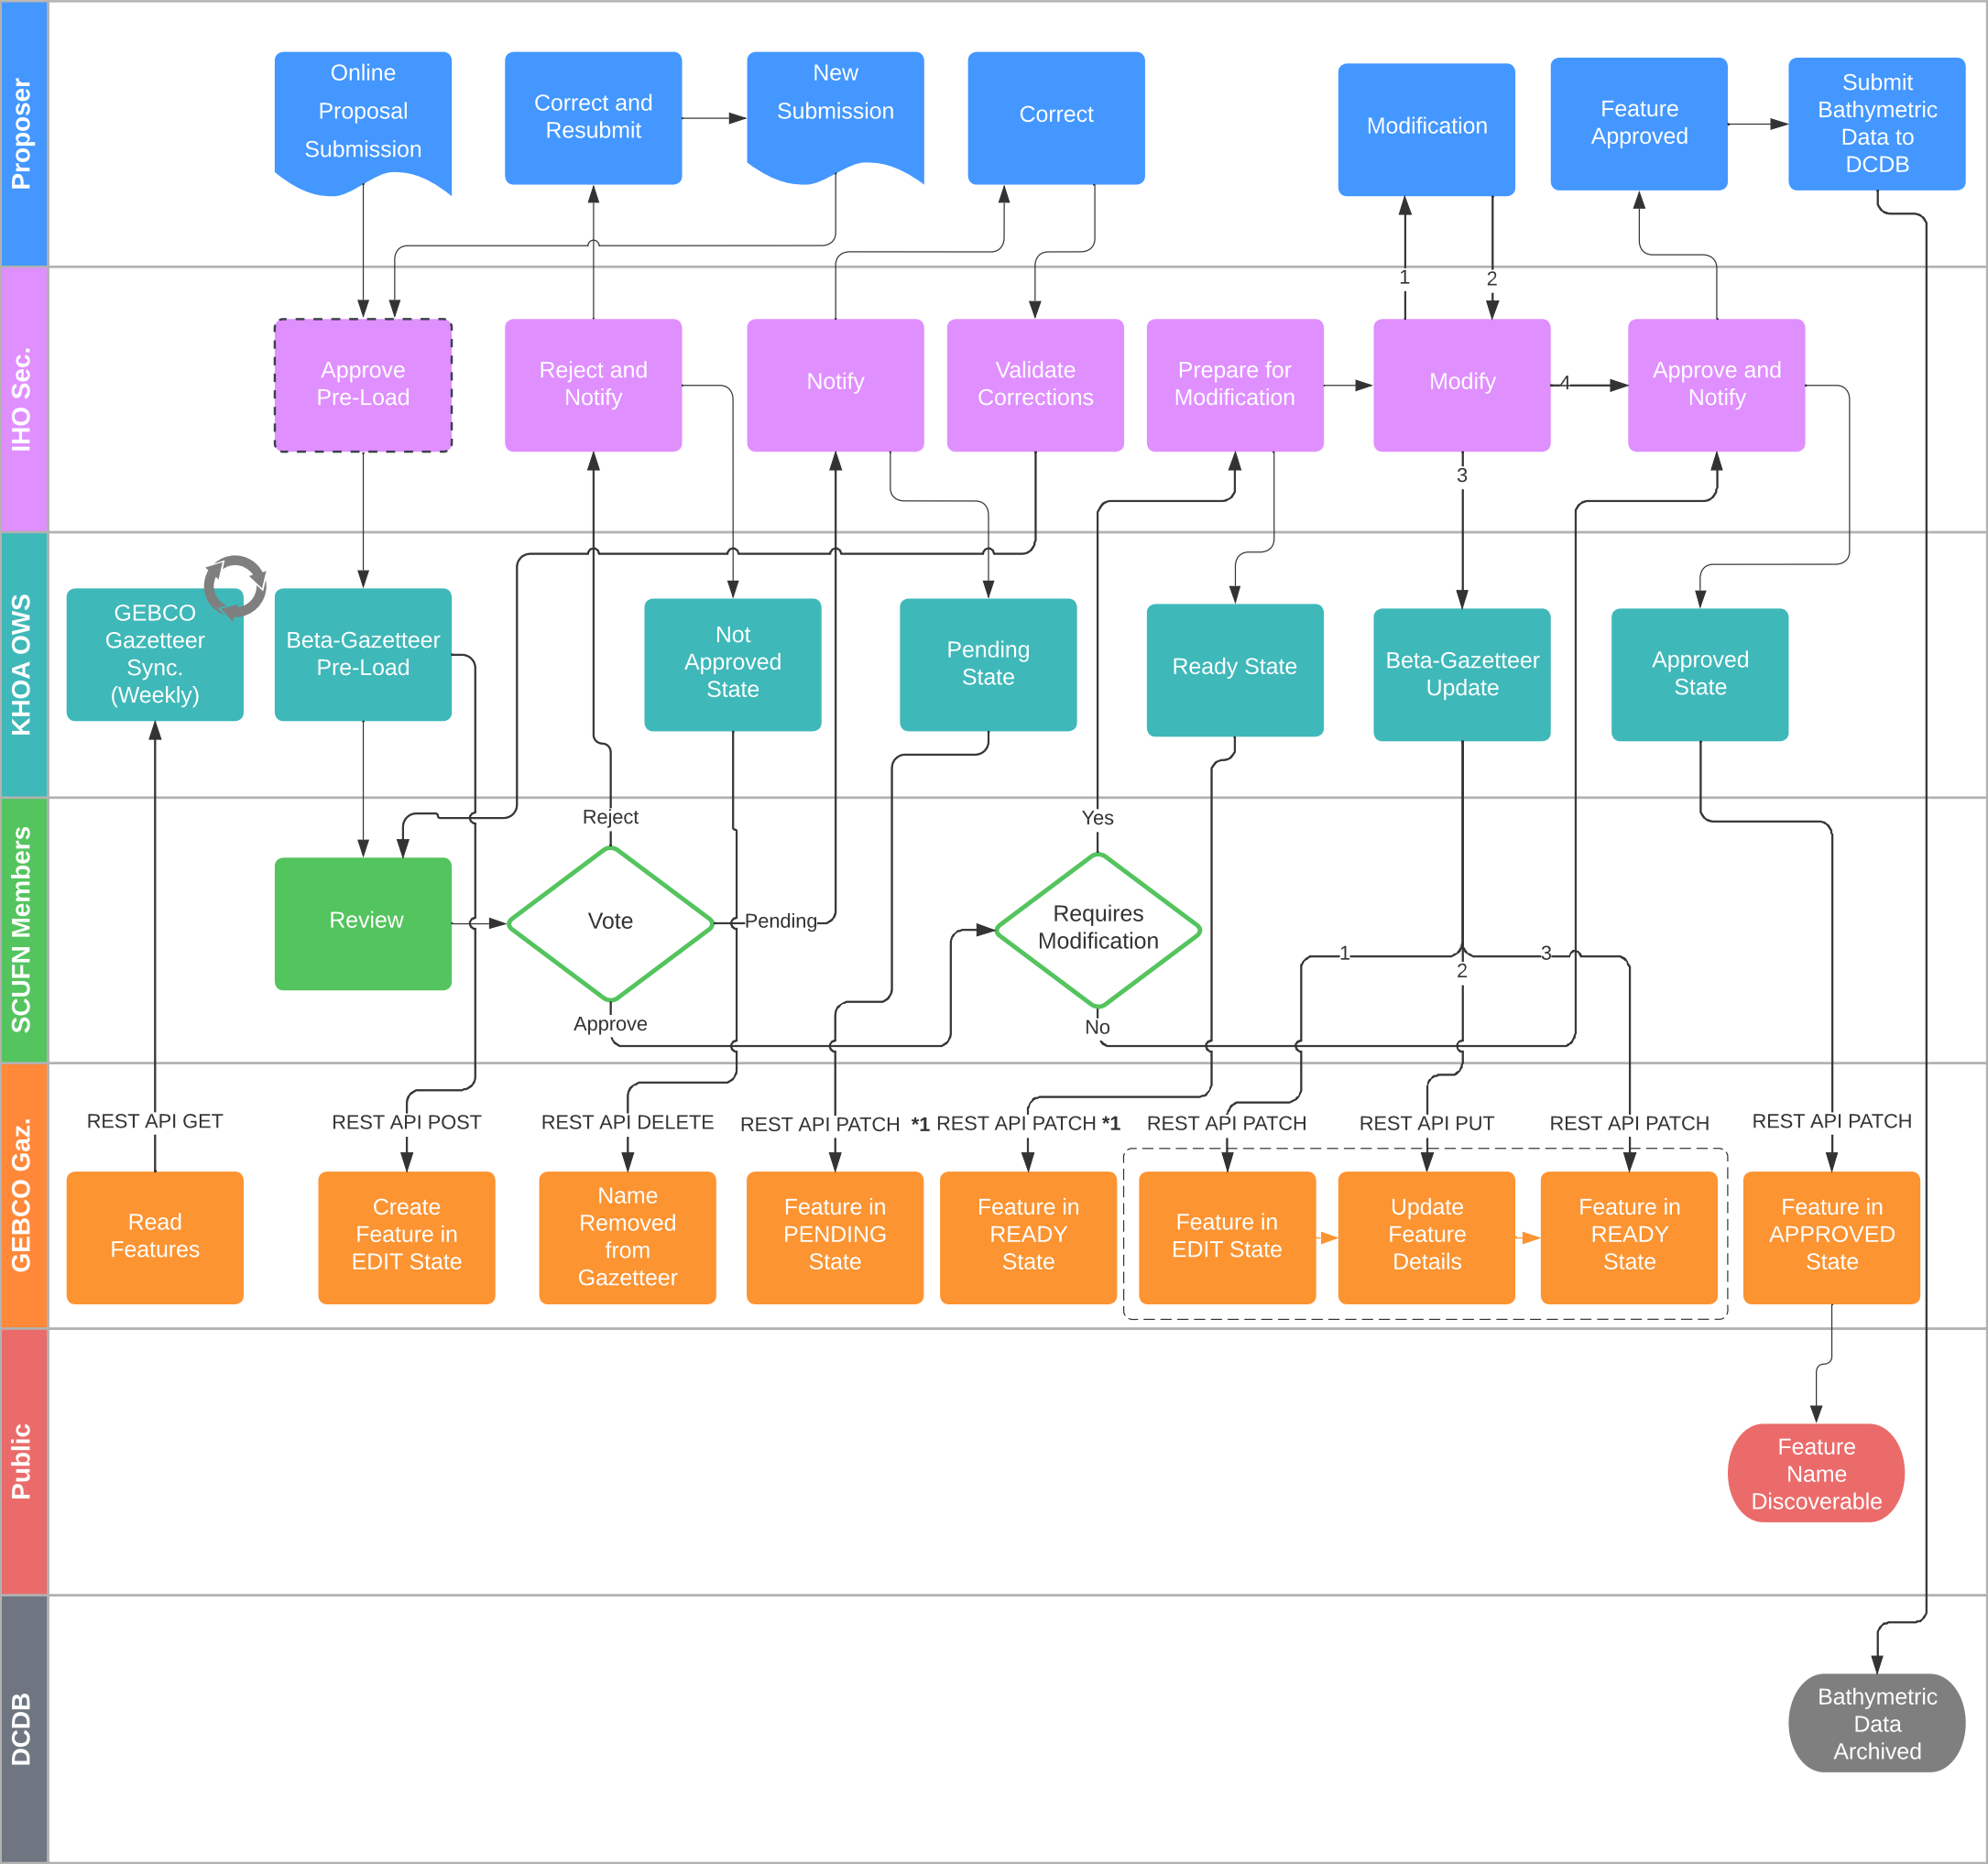 Proposer
Online
Proposal
Submission
Correct and
Resubmit
New
Submission
Correct
Modification
Feature
Approved
Submit
Bathymetric
Data to
DCDB
1
2
IHO Sec.
Approve
Pre-Load
Reject and
Notify
Notify
Validate
Corrections
Prepare for
Modification
Modify
4
Approve and
Notify
3
KHOA OWS
GEBCO
Gazetteer
Sync.
(Weekly)
Beta-Gazetteer
Pre-Load
Not
Approved
State
Pending
State
Ready State
Beta-Gazetteer
Update
Approved
State
SCUFN Members
Reject
Yes
Review
Vote
Pending
Requires
Modification
1
2
3
Approve
No
GEBCO Gaz.
REST API GET
REST API POST
REST API DELETE
REST API PATCH *1
REST API PATCH *1
REST API PATCH
REST API PUT
REST API PATCH
REST API PATCH
Read
Features
Create
Feature in
EDIT State
Name
Removed
from
Gazetteer
Feature in
PENDING
State
Feature in
READY
State
Feature in
EDIT State
Update
Feature
Details
Feature in
READY
State
Feature in
APPROVED
State
Public
Feature
Name
Discoverable
DCDB
Bathymetric
Data
Archived